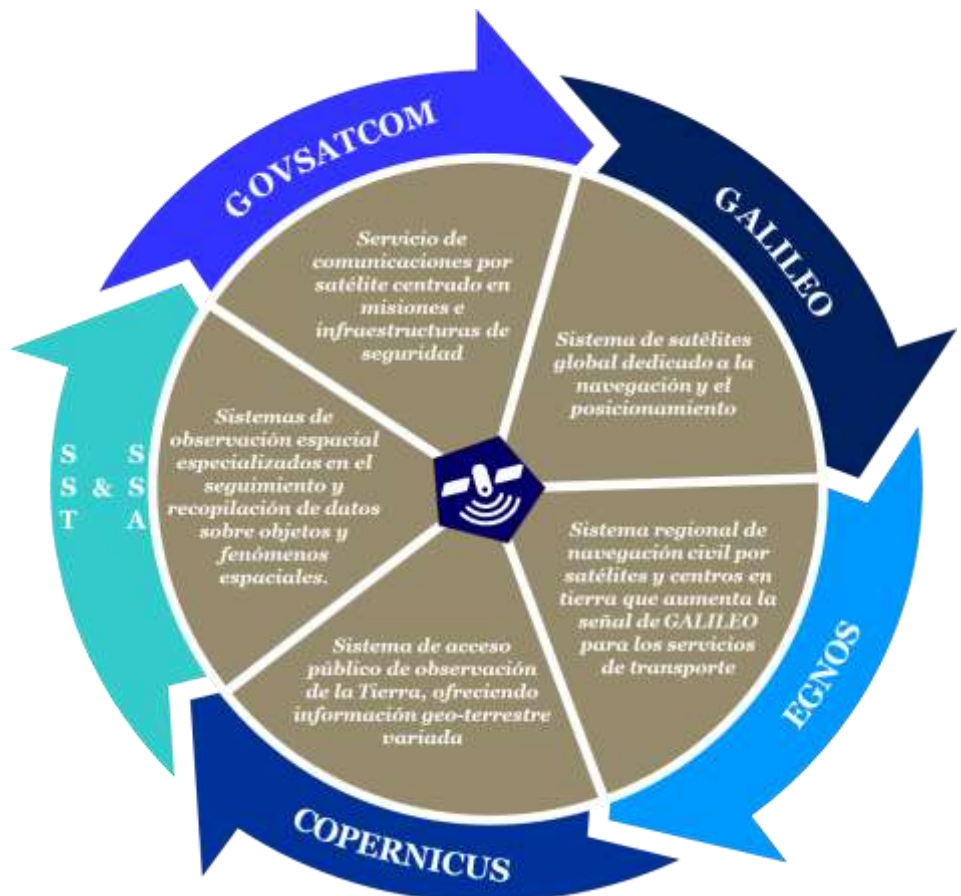 GOVSATCOM
Servicio de
comunicaciones por
satélite centrado en
misiones e
infraestructuras de
seguridad
GALILEO
Sistema de satélites
global dedicado a la
navegación y el
posicionamiento
EGNOS
Sistema regional de
navegación civil por
satélites y centros en
tierra que aumenta la
señal de GALILEO
para los servicios
de transporte
COPERNICUS
Sistema de acceso
público de observación
de la Tierra, ofreciendo
información geo-terrestre
variada
SST & SSA
Sistemas de
observación espacial
especializados en el
seguimiento y
recopilación de datos
sobre objetos y
fenómenos
espaciales.